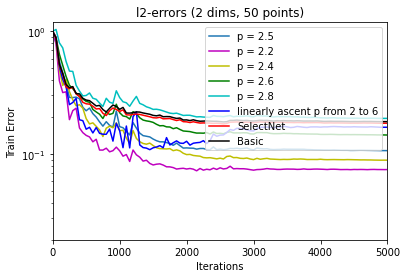 l2-errors (2 dims, 50 points)
10⁰
10⁻¹
Train Error
p = 2.5
p = 2.2
p = 2.4
p = 2.6
p = 2.8
linearly ascent p from 2 to 6
SelectNet
Basic
0 1000 2000 3000 4000 5000
Iterations